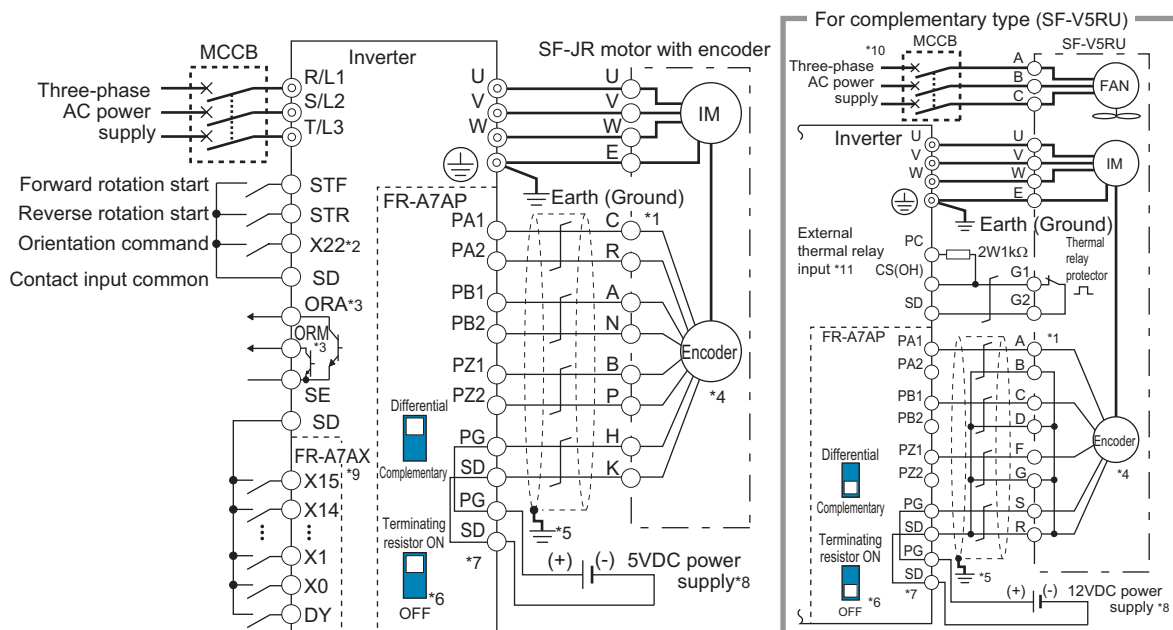 MCCB
Three-phase
AC power
supply
R/L1
S/L2
T/L3
Inverter
U
V
W
SF-JR motor with encoder
U
V
W
E
IM
Earth (Ground)
Forward rotation start
Reverse rotation start
Orientation command
Contact input common
STF
STR
X22*2
SD
ORA*3
ORM
*3
SE
SD
FR-A7AX
*9
X15
X14
X1
X0
DY
FR-A7AP
PA1
PA2
PB1
PB2
PZ1
PZ2
PG
SD
PG
SD
*7
C
R
A
N
B
P
H
K
*1
Encoder
*4
Differential
Complementary
Terminating
resistor ON
OFF
*6
*5
(+)
(-)
5VDC power
supply*8
For complementary type (SF-V5RU)
MCCB
SF-V5RU
*10
Three-phase
AC power
supply
A
B
C
FAN
Inverter
U
V
W
U
V
W
E
IM
Earth (Ground)
External
thermal relay
input *11
PC
CS(OH)
SD
2W1kΩ
G1
G2
Thermal
relay
protector
FR-A7AP
PA1
PA2
PB1
PB2
PZ1
PZ2
PG
SD
PG
SD
*7
A
B
C
D
F
G
S
R
*1
Encoder
*4
Differential
Complementary
Terminating
resistor ON
OFF
*6
*5
(+)
(-)
12VDC power
supply *8